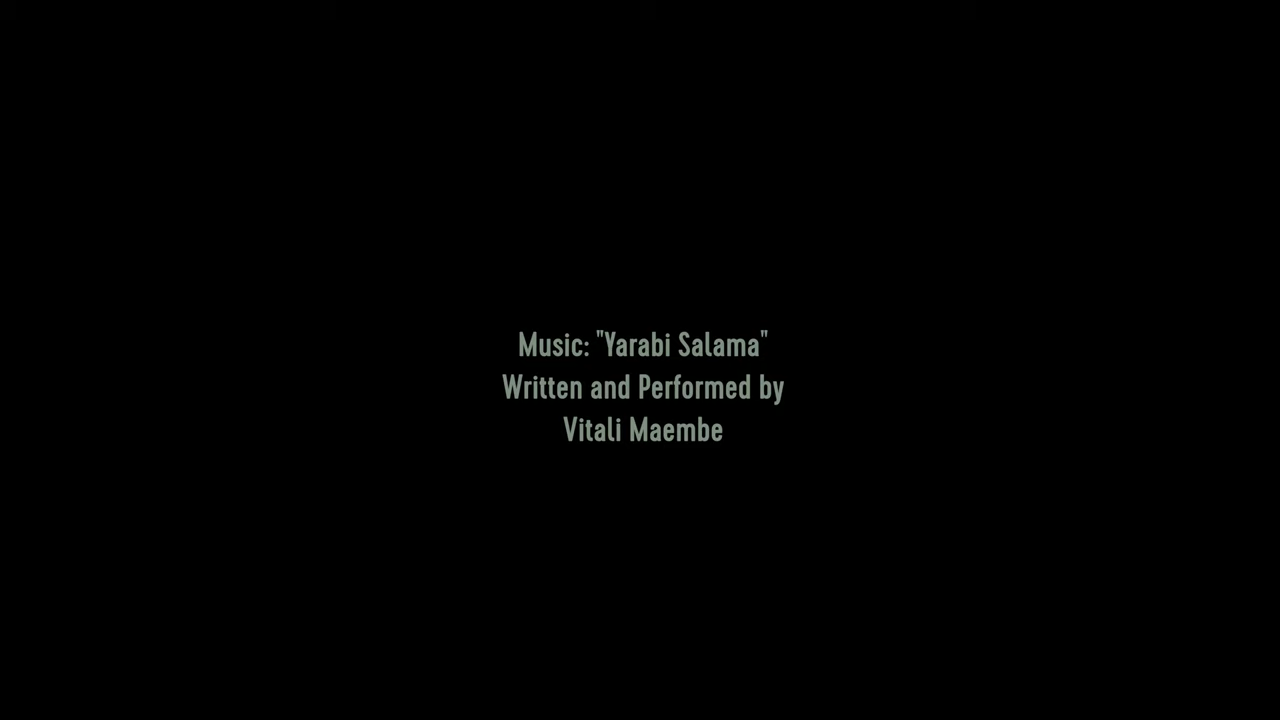 Music: "Yarabi Salama"
Written and Performed by
Vitali Maembe